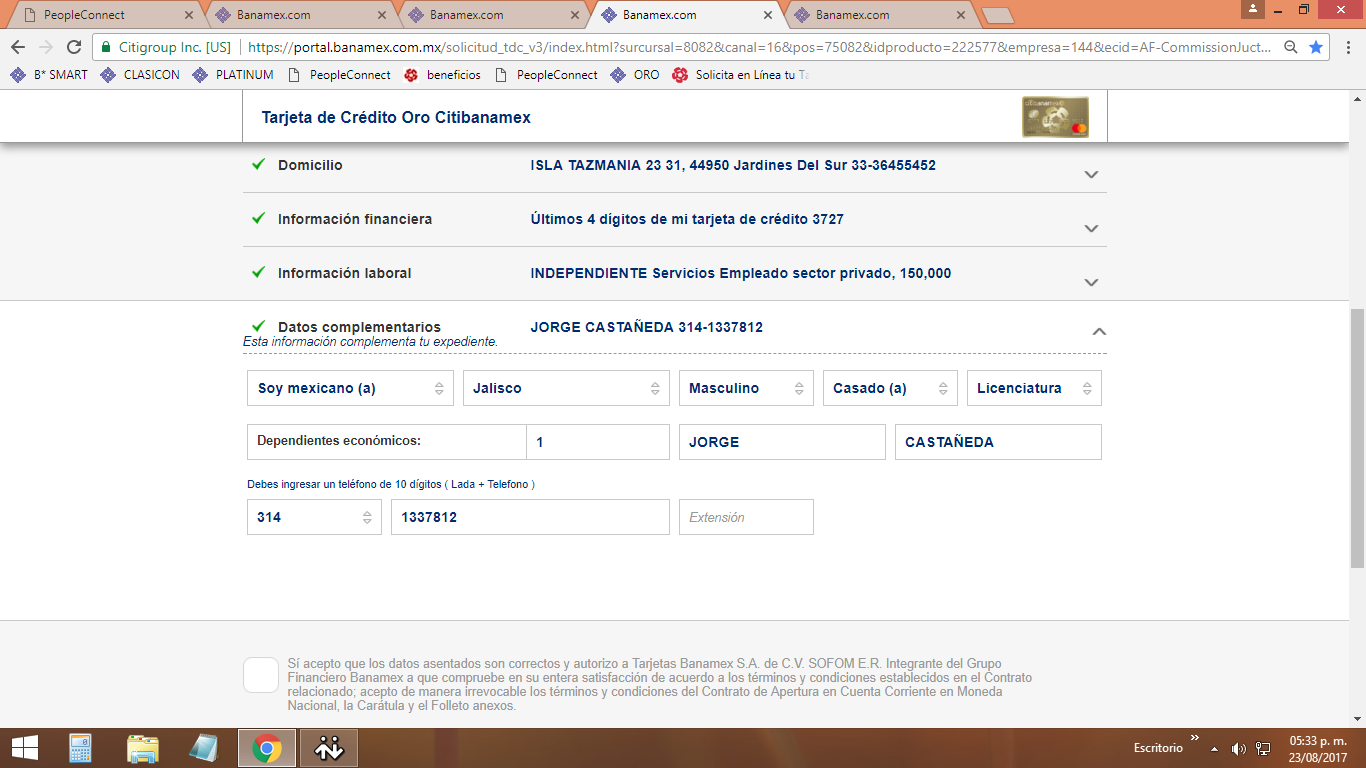 PeopleConnect
Banamex.com
Banamex.com
Banamex.com
Banamex.com
Citigroup Inc. [US]
https://portal.banamex.com.mx/solicitud_tdc_v3/index.html?surcursal=8082&canal=16&pos=75082&idproducto=222577&empresa=144&ecid=AF-CommissionJuct...
B* SMART
CLASICON
PLATINUM
PeopleConnect
beneficios
PeopleConnect
ORO
Solicita en Línea tu Ta
Tarjeta de Crédito Oro Citibanamex
Domicilio
ISLA TAZMANIA 23 31, 44950 Jardines Del Sur 33-36455452
Información financiera
Últimos 4 dígitos de mi tarjeta de crédito 3727
Información laboral
INDEPENDIENTE Servicios Empleado sector privado, 150,000
Datos complementarios
JORGE CASTAÑEDA 314-1337812
Esta información complementa tu expediente.
Soy mexicano (a)
Jalisco
Masculino
Casado (a)
Licenciatura
Dependientes económicos:
1
JORGE
CASTAÑEDA
Debes ingresar un teléfono de 10 dígitos ( Lada + Telefono )
314
1337812
Extensión
Sí acepto que los datos asentados son correctos y autorizo a Tarjetas Banamex S.A. de C.V. SOFOM E.R. Integrante del Grupo
Financiero Banamex a que compruebe en su entera satisfacción de acuerdo a los términos y condiciones establecidos en el Contrato
relacionado; acepto de manera irrevocable los términos y condiciones del Contrato de Apertura en Cuenta Corriente en Moneda
Nacional, la Carátula y el Folleto anexos.
Escritorio
05:33 p. m.
23/08/2017